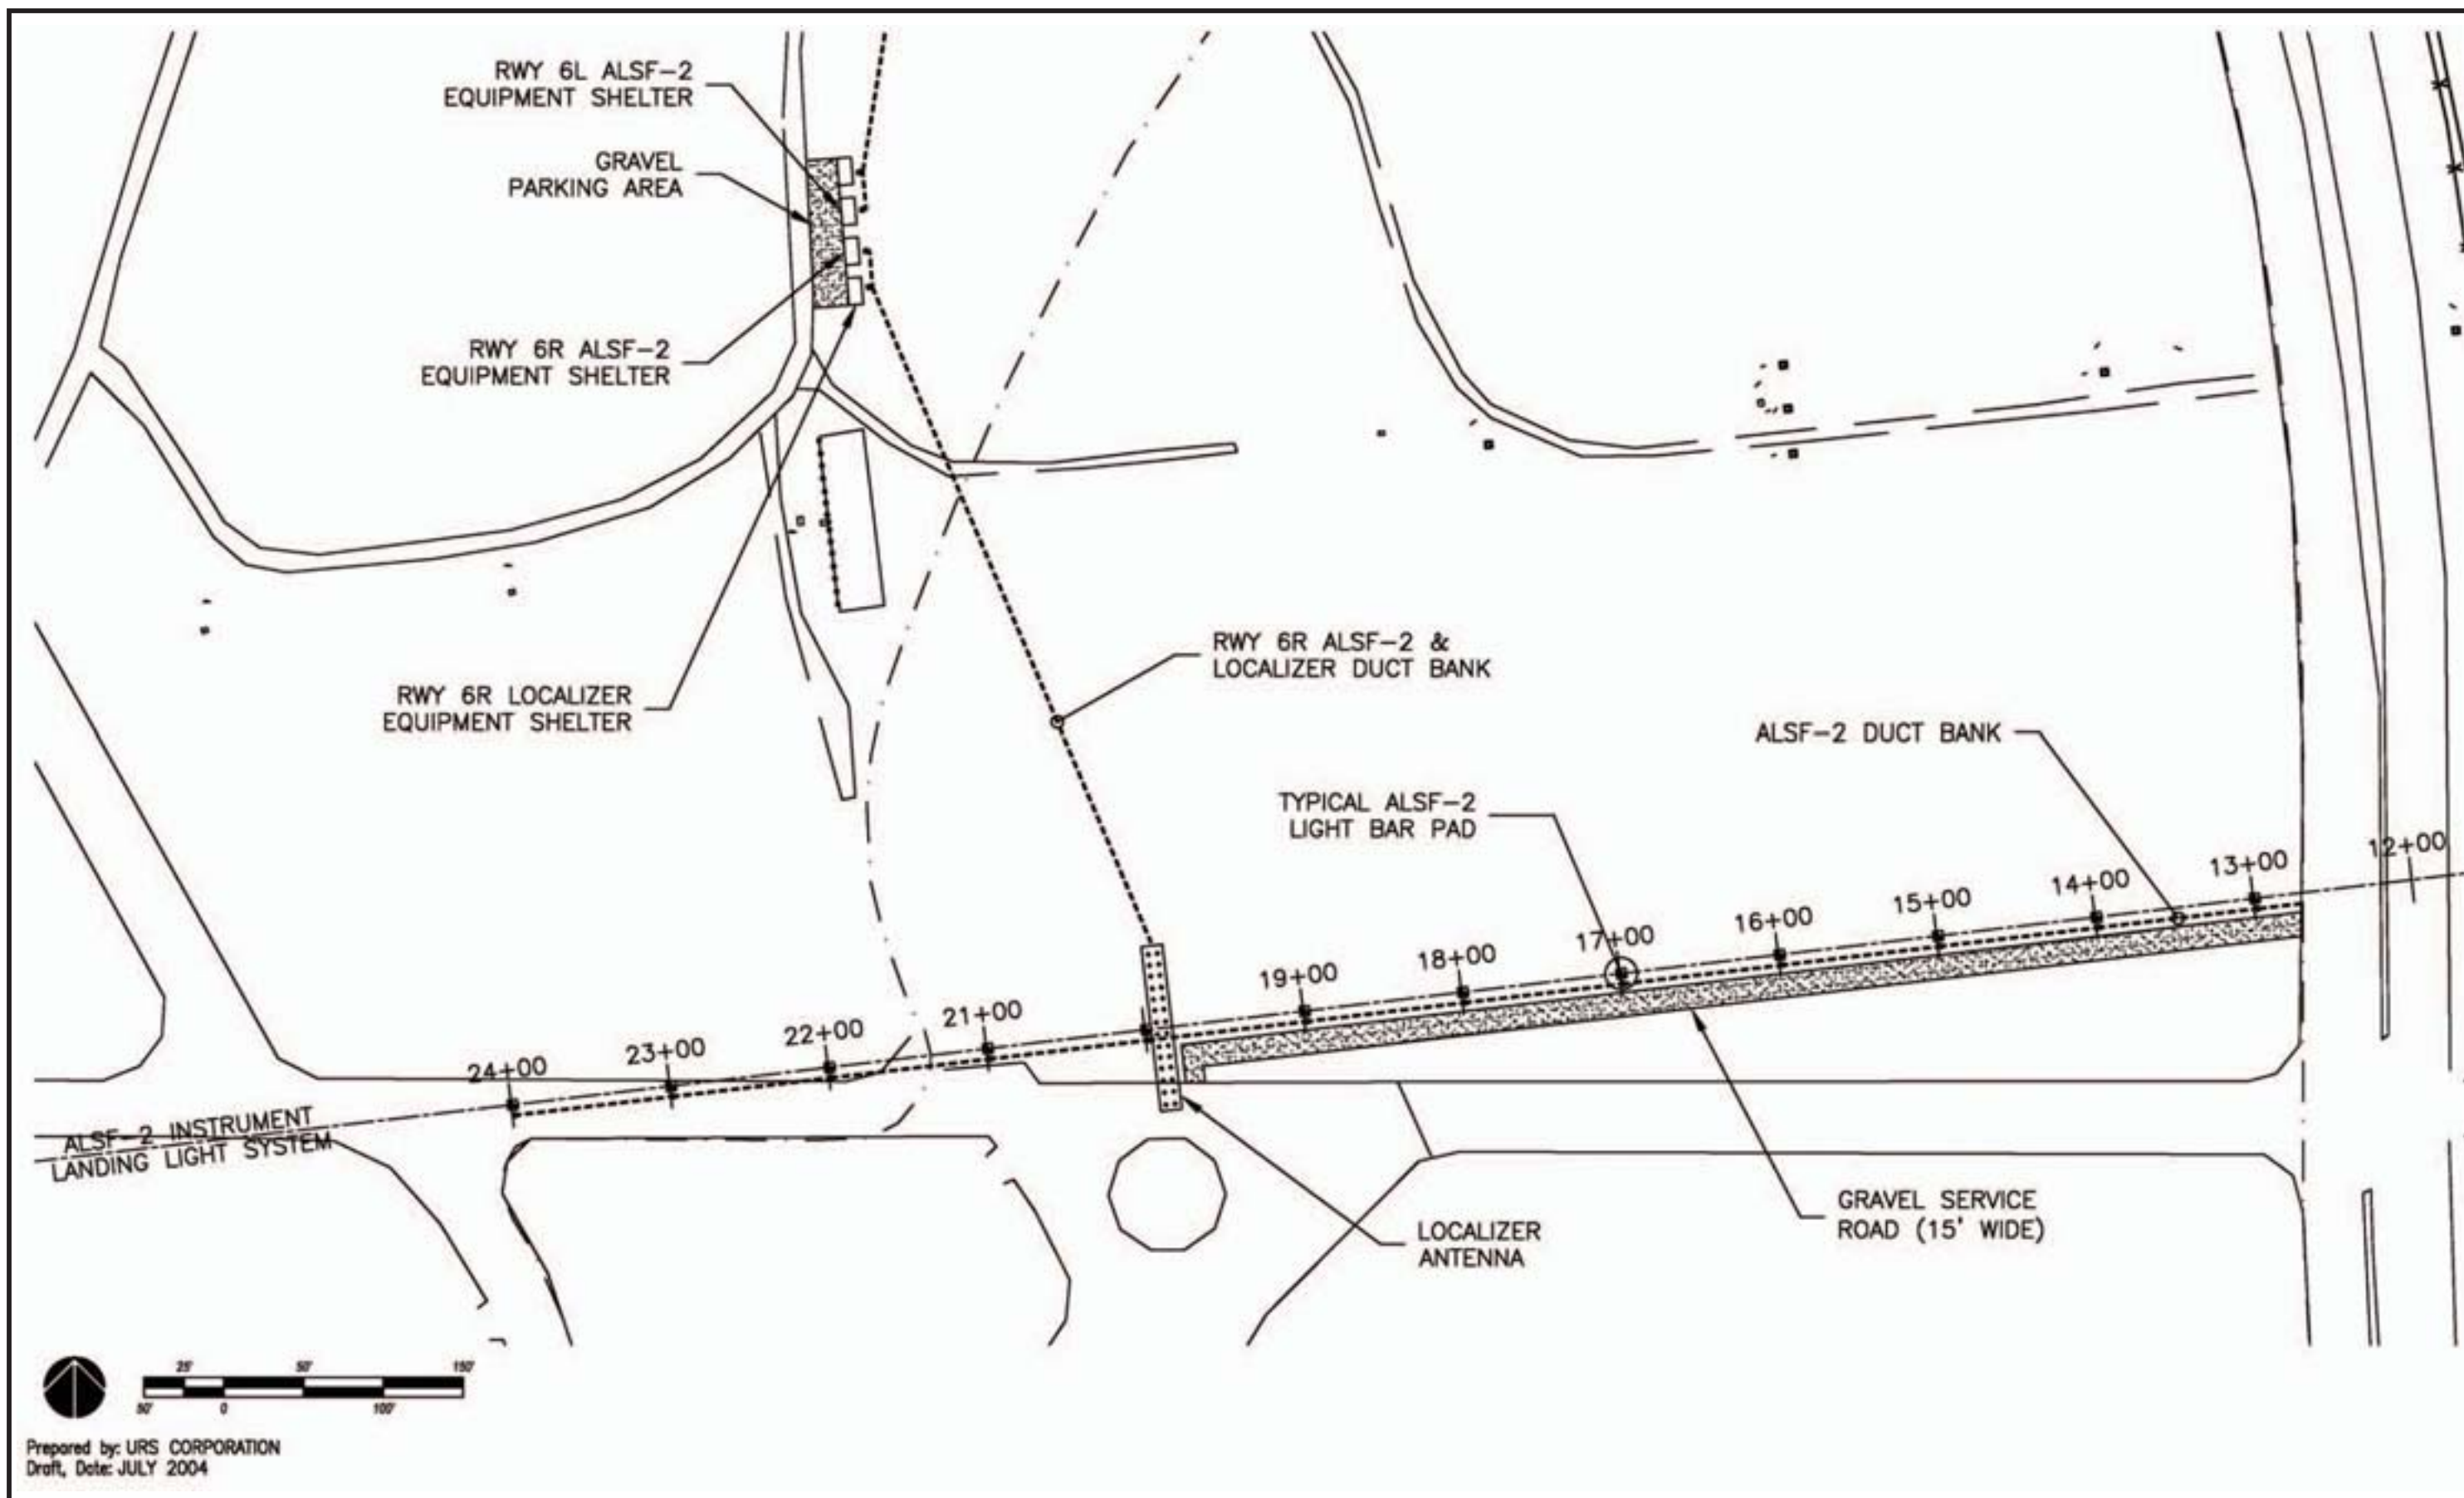 RWY 6L ALSF-2
EQUIPMENT SHELTER
GRAVEL
PARKING AREA
RWY 6R ALSF-2
EQUIPMENT SHELTER
RWY 6R LOCALIZER
EQUIPMENT SHELTER
RWY 6R ALSF-2 &
LOCALIZER DUCT BANK
ALSF-2 DUCT BANK
TYPICAL ALSF-2
LIGHT BAR PAD
12+00
13+00
14+00
15+00
16+00
17+00
18+00
19+00
21+00
22+00
23+00
24+00
ALSF-2 INSTRUMENT
LANDING LIGHT SYSTEM
LOCALIZER
ANTENNA
GRAVEL SERVICE
ROAD (15' WIDE)
25' 50' 150'
50' 0 100'
Prepared by: URS CORPORATION
Draft, Date: JULY 2004